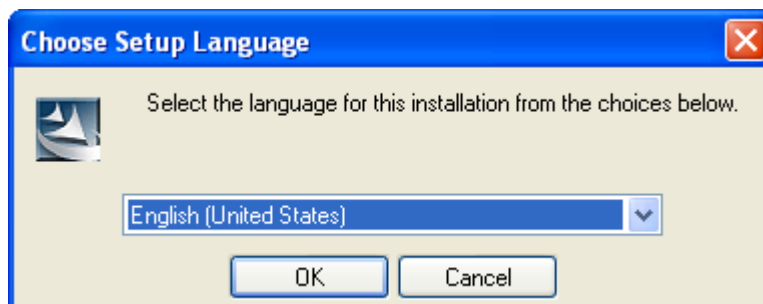 Choose Setup Language
Select the language for this installation from the choices below.
English (United States)
OK
Cancel